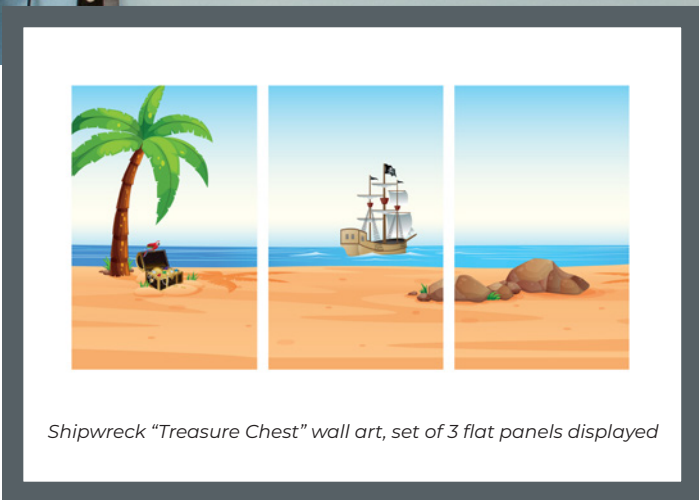 Shipwreck “Treasure Chest” wall art, set of 3 flat panels displayed